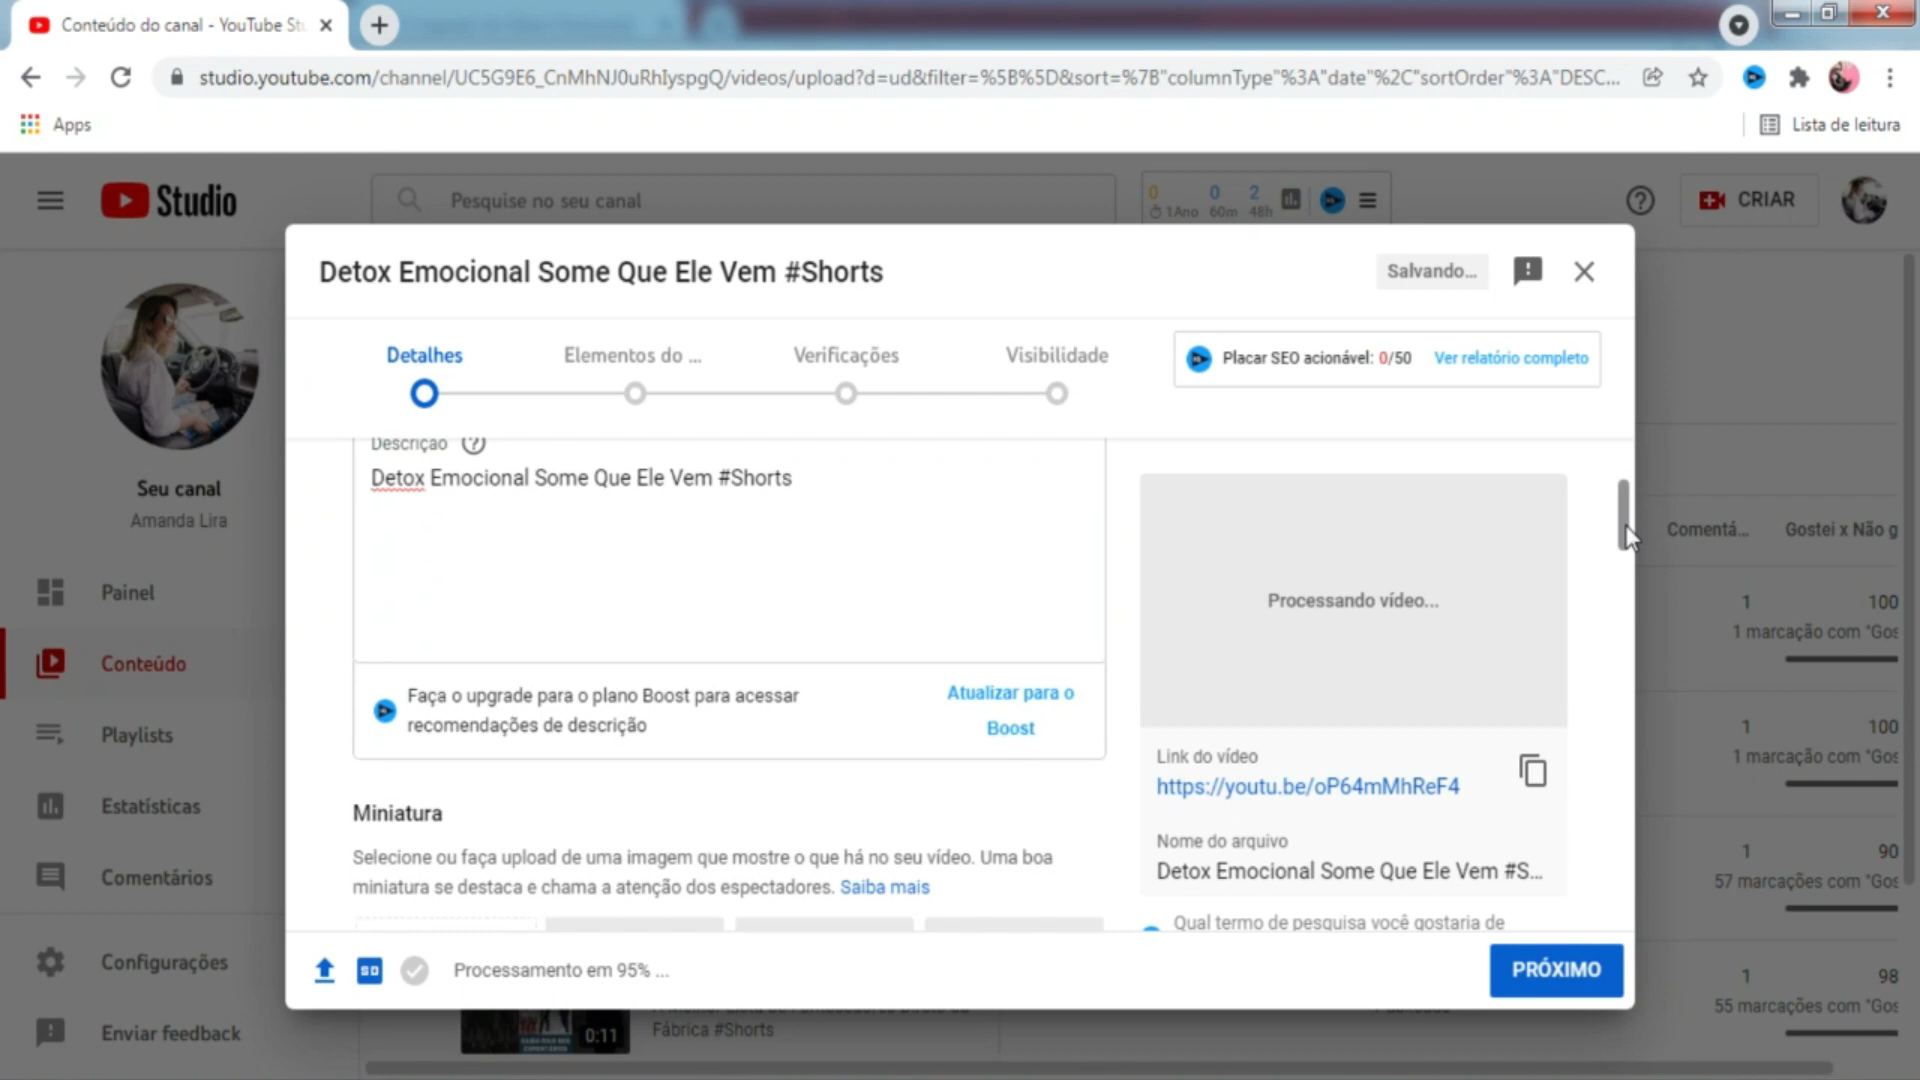 Conteúdo do canal - YouTube St
studio.youtube.com/channel/UC5G9E6_CnMhNJ0uRhIyspgQ/videos/upload?d=ud&filter=%5B%5D&sort=%7B"columnType"%3A"date"%2C"sortOrder"%3A"DESC...
Apps
Lista de leitura
Studio
Pesquise no seu canal
0 0 2
1Ano 60m 48h
CRIAR
Detox Emocional Some Que Ele Vem #Shorts
Salvando...
Detalhes
Elementos do ...
Verificações
Visibilidade
Placar SEO acionável: 0/50 Ver relatório completo
Descrição
Detox Emocional Some Que Ele Vem #Shorts
Faça o upgrade para o plano Boost para acessar
recomendações de descrição
Atualizar para o
Boost
Miniatura
Selecione ou faça upload de uma imagem que mostre o que há no seu vídeo. Uma boa
miniatura se destaca e chama a atenção dos espectadores. Saiba mais
Processando vídeo...
Link do vídeo
https://youtu.be/oP64mMhReF4
Nome do arquivo
Detox Emocional Some Que Ele Vem #S...
Qual termo de pesquisa você gostaria de
SD
Processamento em 95% ...
PRÓXIMO
Seu canal
Amanda Lira
Painel
Conteúdo
Playlists
Estatísticas
Comentários
Configurações
Enviar feedback
Comentá... Gostei x Não g
1 100
1 marcação com "Gos
1 100
1 marcação com "Gos
1 90
57 marcações com "Gos
1 98
55 marcações com "Gos
0:11
Fábrica #Shorts